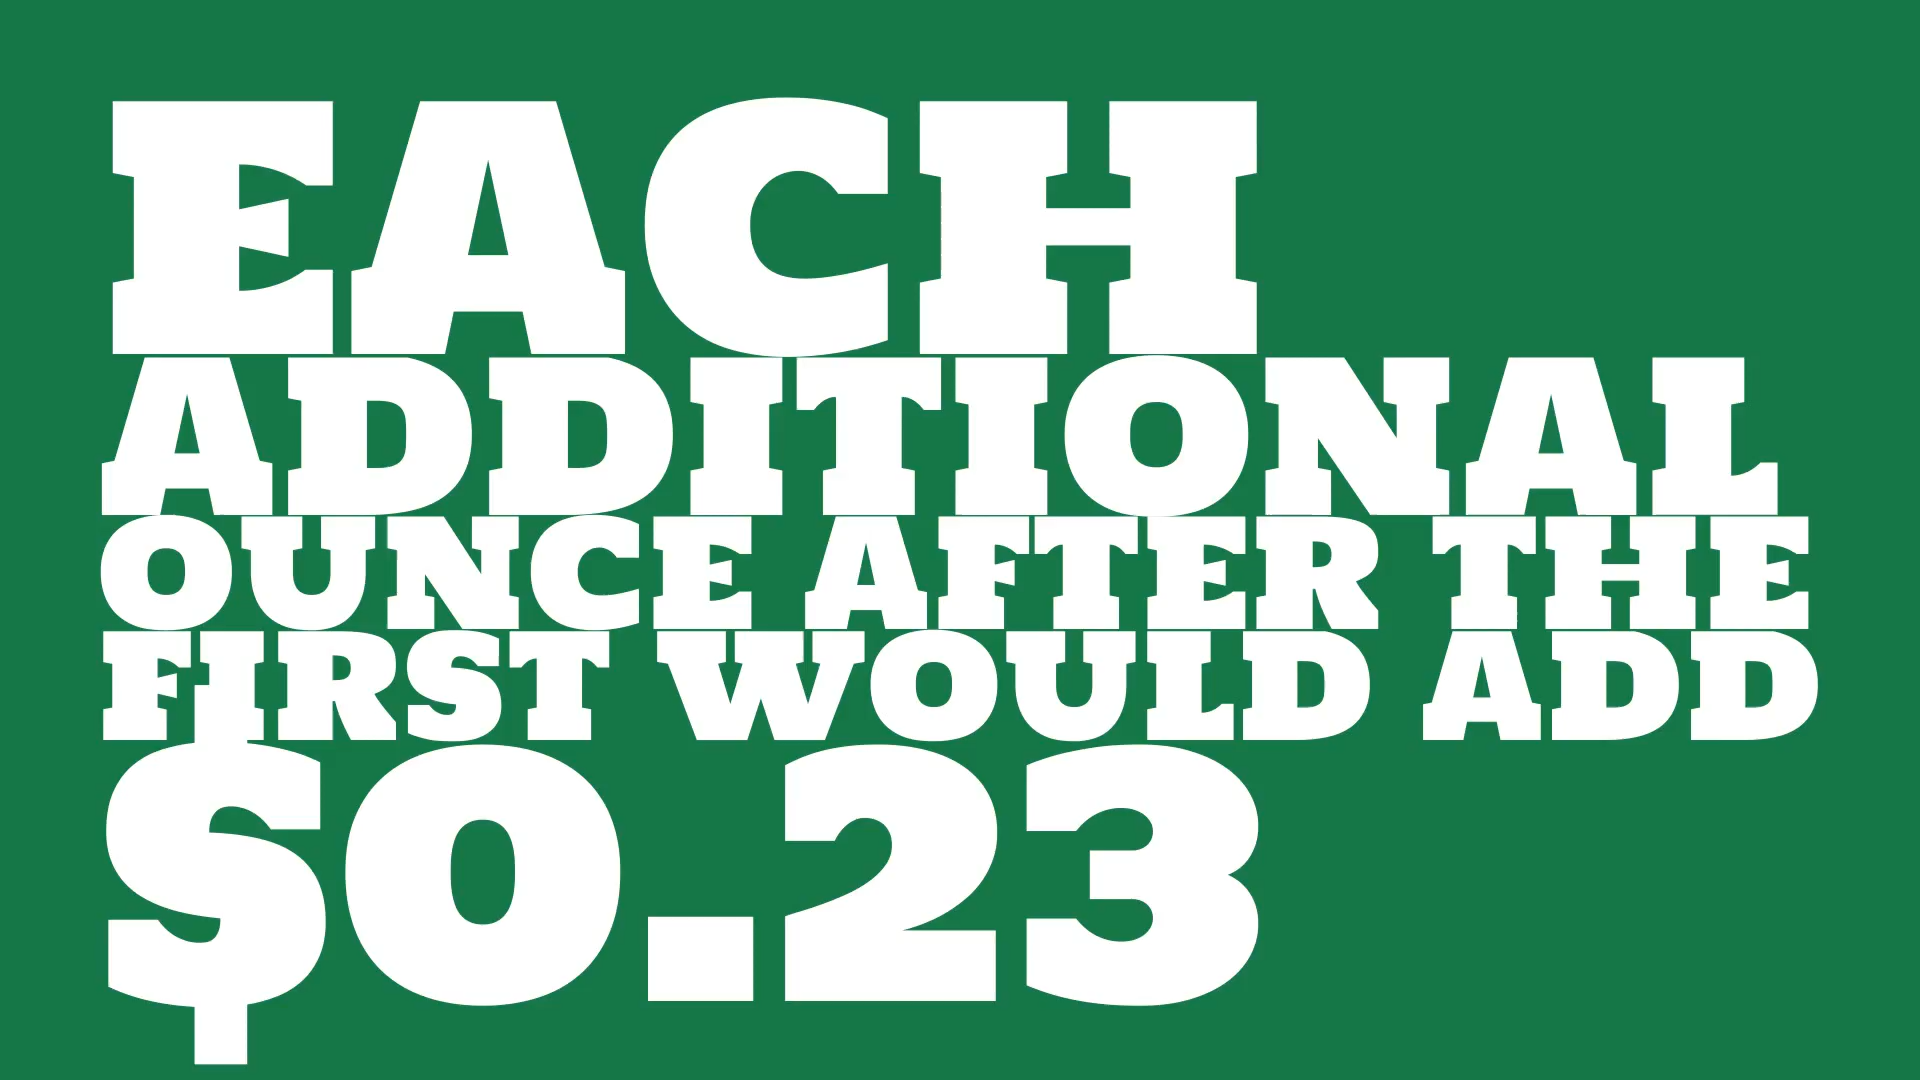 EACH
ADDITIONAL
OUNCE AFTER THE
FIRST WOULD ADD
$0.23